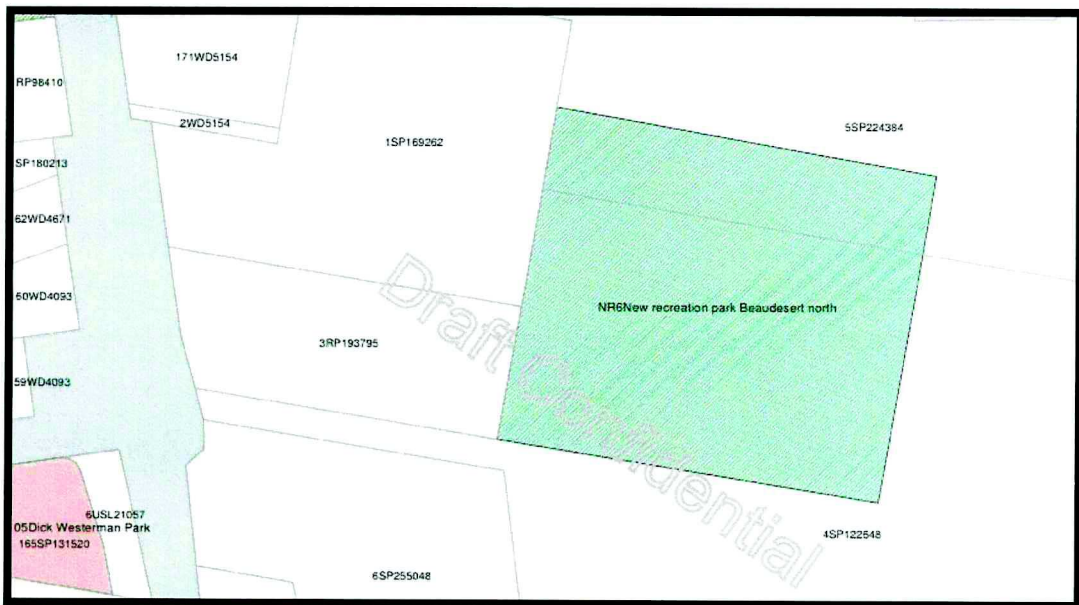 171WD5154
RP98410
2WD5154
5SP224384
1SP169262
SP180213
62WD4671
60WD4093
NR6New recreation park Beaudesert north
3RP193795
59WD4093
Draft Confidential
6USL21057
05Dick Westerman Park
165SP131520
4SP122648
6SP255048